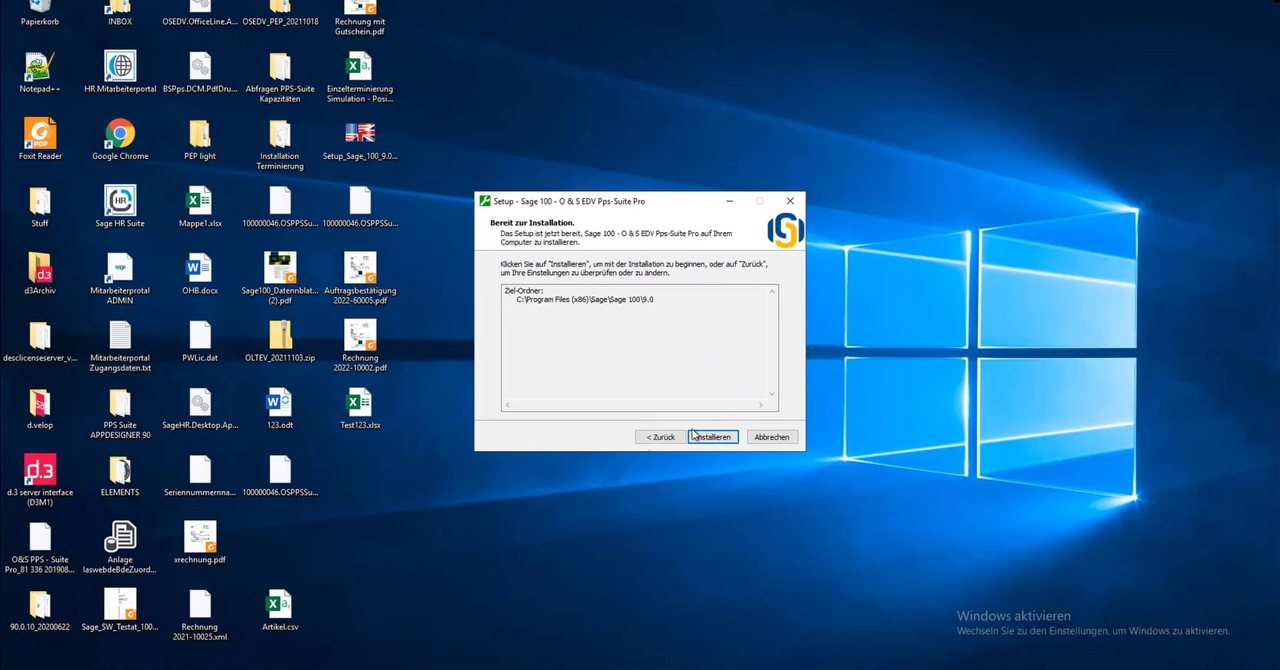 Papierkorb
INBOX
OSEDV.OfficeLine.A...
OSEDV_PEP_20211018
Rechnung mit
Gutschein.pdf
Notepad++
HR Mitarbeiterportal
BSPps.DCM.PdfDru...
Abfragen PPS-Suite
Kapazitäten
Einzelterminierung
Simulation - Posi...
Foxit Reader
Google Chrome
PEP light
Installation
Terminierung
Setup_Sage_100_9.0...
Stuff
Sage HR Suite
Mappe1.xlsx
100000046.OSPPSSu...
100000046.OSPPSSu...
d3Archiv
Mitarbeiterprotal
ADMIN
OHB.docx
Sage100_Datennblat...
(2).pdf
Auftragsbestätigung
2022-60005.pdf
desclicenseserver_v...
Mitarbeiterportal
Zugangsdaten.txt
PWLic.dat
OLTEV_20211103.zip
Rechnung
2022-10002.pdf
d.velop
PPS Suite
APPDESIGNER 90
SageHR.Desktop.Ap...
123.odt
Test123.xlsx
d.3 server interface
(D3M1)
ELEMENTS
Seriennummernna...
100000046.OSPPSSu...
O&S PPS - Suite
Pro_81 336 201908...
Anlage
laswebdeBdeZuord...
xrechnung.pdf
90.0.10_20200622
Sage_SW_Testat_100...
Rechnung
2021-10025.xml
Artikel.csv
Setup - Sage 100 - O & S EDV Pps-Suite Pro
Bereit zur Installation.
Das Setup ist jetzt bereit, Sage 100 - O & S EDV Pps-Suite Pro auf Ihrem
Computer zu installieren.
Klicken Sie auf "Installieren", um mit der Installation zu beginnen, oder auf "Zurück",
um Ihre Einstellungen zu überprüfen oder zu ändern.
Ziel-Ordner:
C:\Program Files (x86)\Sage\Sage 100\9.0
< Zurück
Installieren
Abbrechen
Windows aktivieren
Wechseln Sie zu den Einstellungen, um Windows zu aktivieren.